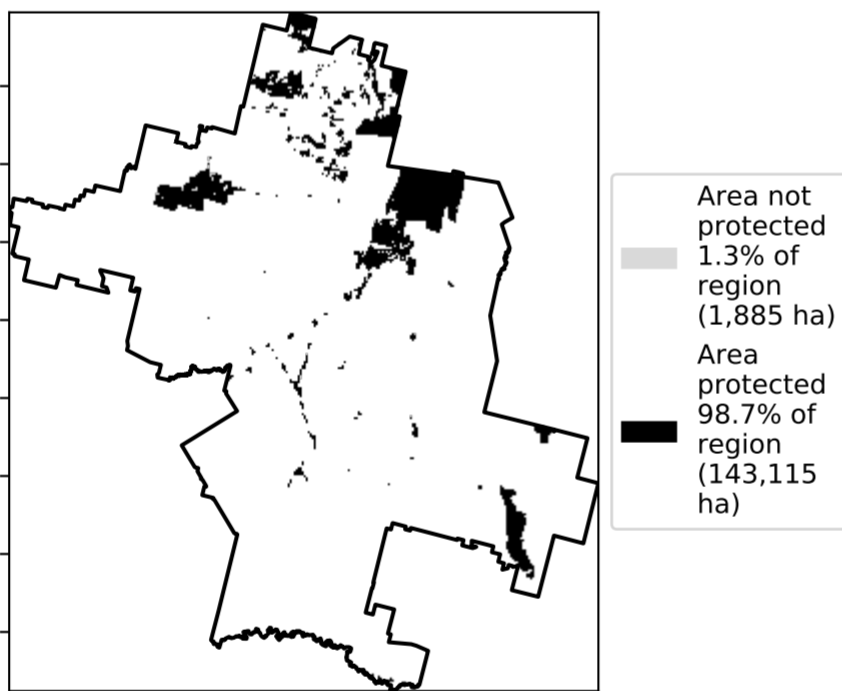 Area not
protected
1.3% of
region
(1,885 ha)
Area
protected
98.7% of
region
(143,115
ha)